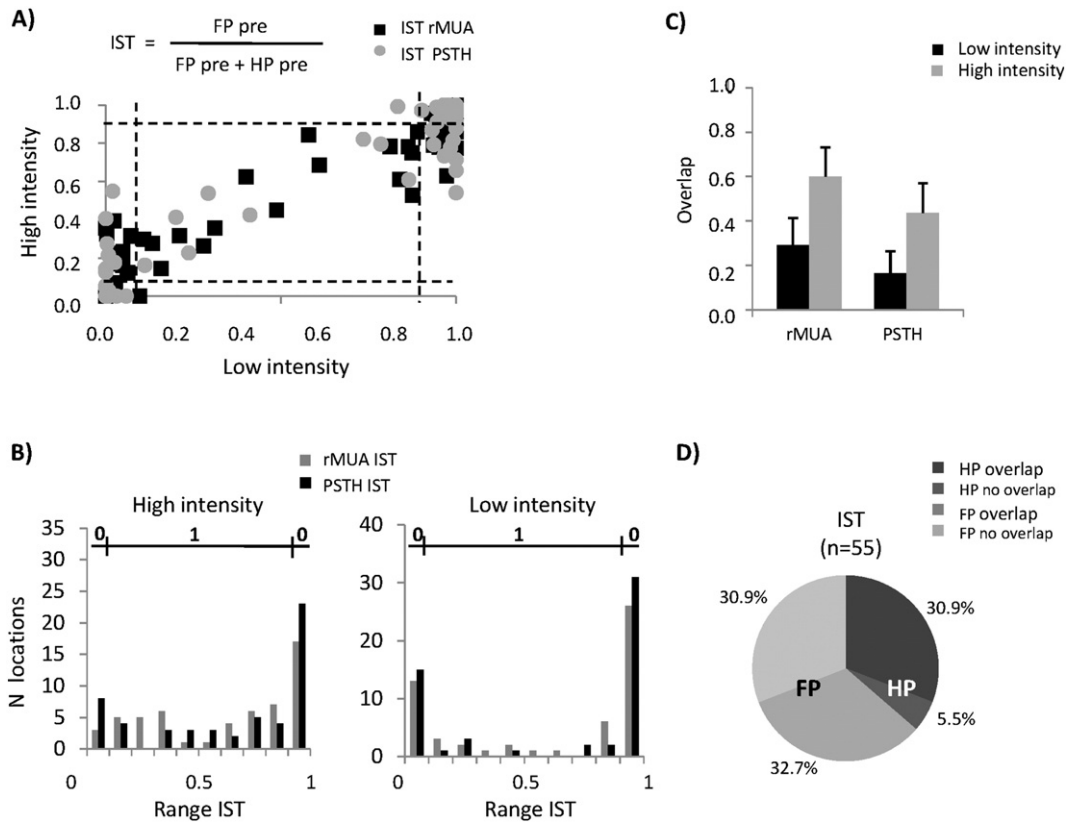 A)
IST = FP pre
FP pre + HP pre
IST rMUA
IST PSTH
High intensity
1.0
0.8
0.6
0.4
0.2
0.0
0.0 0.2 0.4 0.6 0.8 1.0
Low intensity
C)
Low intensity
High intensity
Overlap
1.0
0.8
0.6
0.4
0.2
0.0
rMUA PSTH
B)
rMUA IST
PSTH IST
High intensity
0 1 0
N locations
35
30
25
20
15
10
5
0
0 0.5 1
Range IST
Low intensity
0 1 0
40
30
20
10
0
0 0.5 1
Range IST
D)
HP overlap
HP no overlap
FP overlap
FP no overlap
IST
(n=55)
30.9% 30.9%
FP HP
5.5%
32.7%